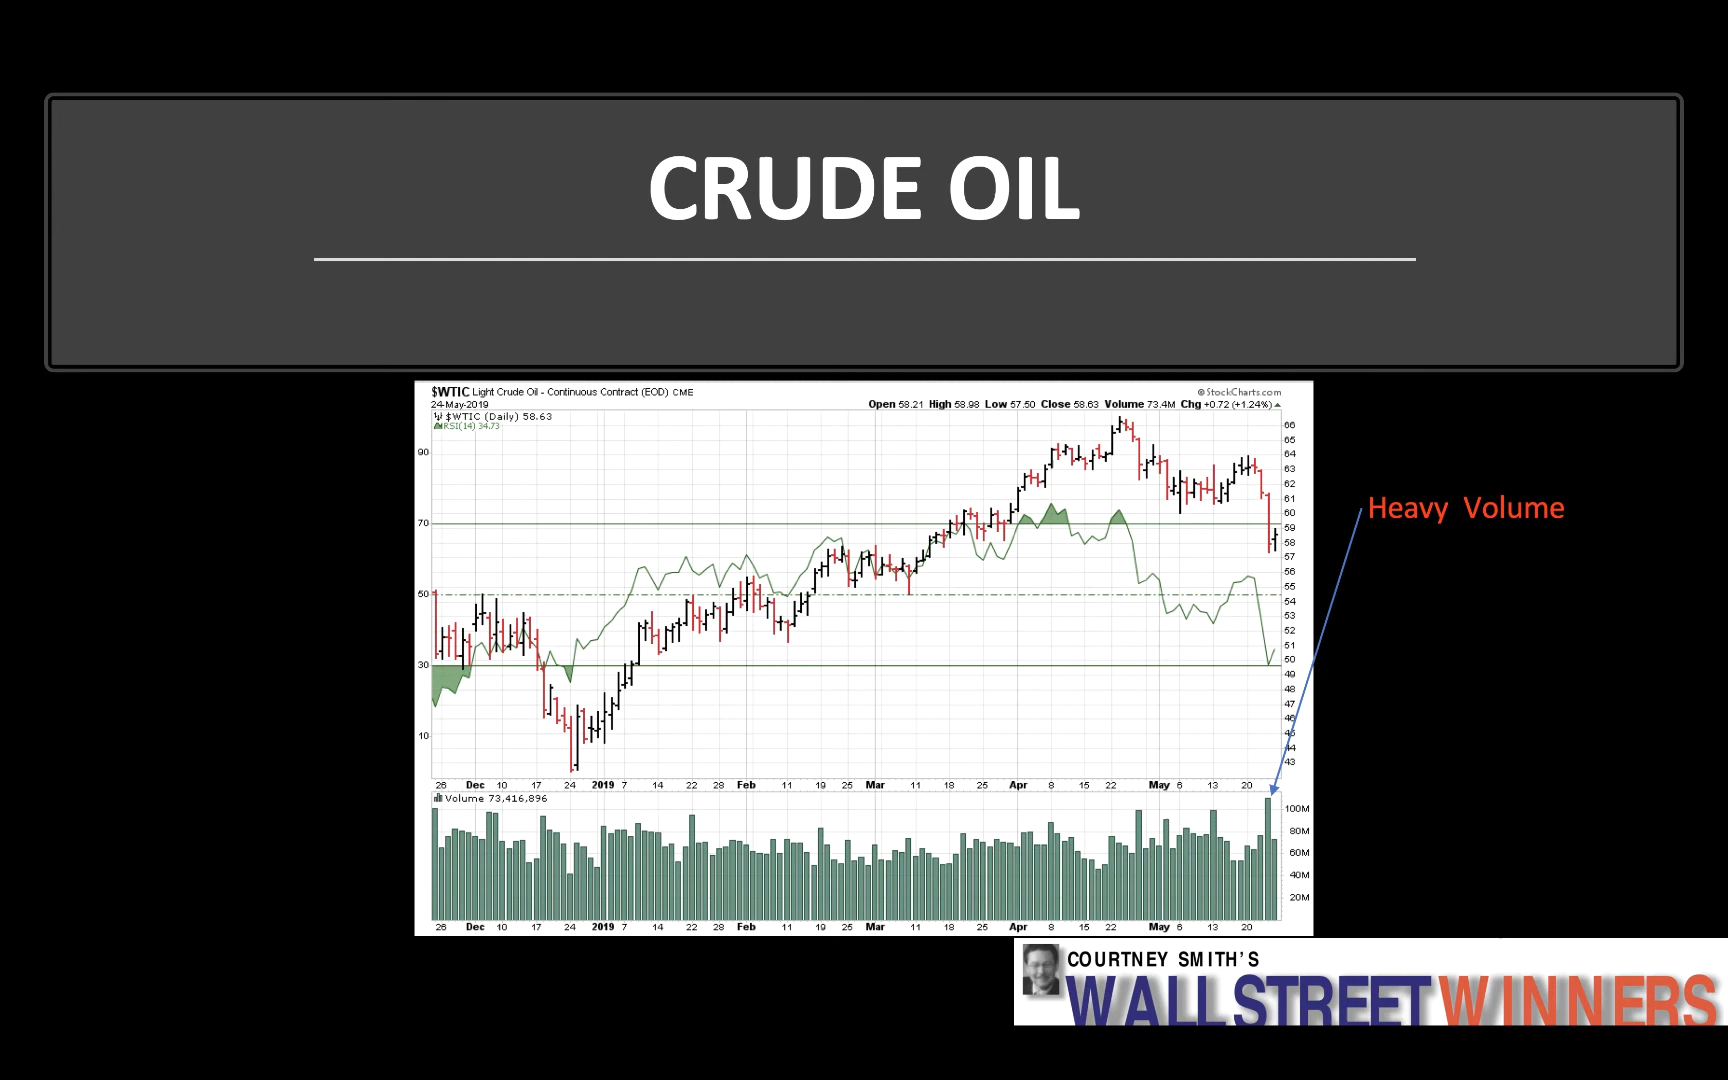 CRUDE OIL
$WTIC Light Crude Oil - Continuous Contract (EOD) CME
@ StockCharts.com
24-May-2019
Open 58.21 High 58.98 Low 57.50 Close 58.63 Volume 73.4M Chg +0.72 (+1.24%)
$WTIC (Daily) 58.63
RSI(14) 34.73
90
70
50
30
10
66
65
64
63
62
61
60
59
58
57
56
55
54
53
52
51
50
49
48
47
46
45
44
43
Heavy Volume
26 Dec 10 17 24 2019 7 14 22 28 Feb 11 19 25 Mar 11 18 25 Apr 8 15 22 May 6 13 20
Volume 73,416,896
100M
80M
60M
40M
20M
26 Dec 10 17 24 2019 7 14 22 28 Feb 11 19 25 Mar 11 18 25 Apr 8 15 22 May 6 13 20
COURTNEY SMITH'S
WALL STREET WINNERS